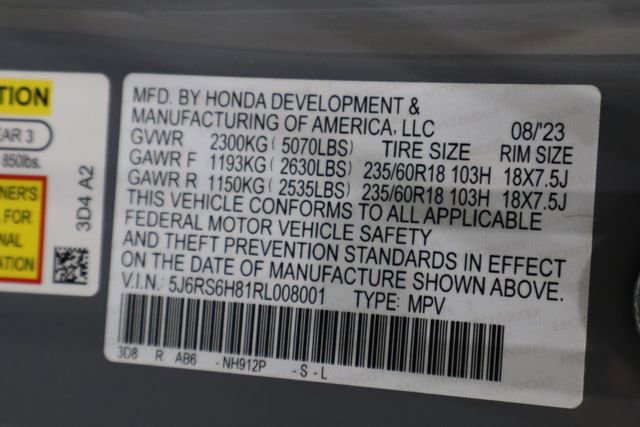 TION
EAR 3
850lbs.
NER'S
FOR
NAL
ATION
3D4 A2
MFD. BY HONDA DEVELOPMENT &
MANUFACTURING OF AMERICA, LLC 08/'23
GVWR 2300KG ( 5070LBS) TIRE SIZE RIM SIZE
GAWR F 1193KG ( 2630LBS) 235/60R18 103H 18X7.5J
GAWR R 1150KG ( 2535LBS) 235/60R18 103H 18X7.5J
THIS VEHICLE CONFORMS TO ALL APPLICABLE
FEDERAL MOTOR VEHICLE SAFETY
AND THEFT PREVENTION STANDARDS IN EFFECT
ON THE DATE OF MANUFACTURE SHOWN ABOVE.
V.I.N.: 5J6RS6H81RL008001 TYPE: MPV
3D8 R AB6 - NH912P - S - L